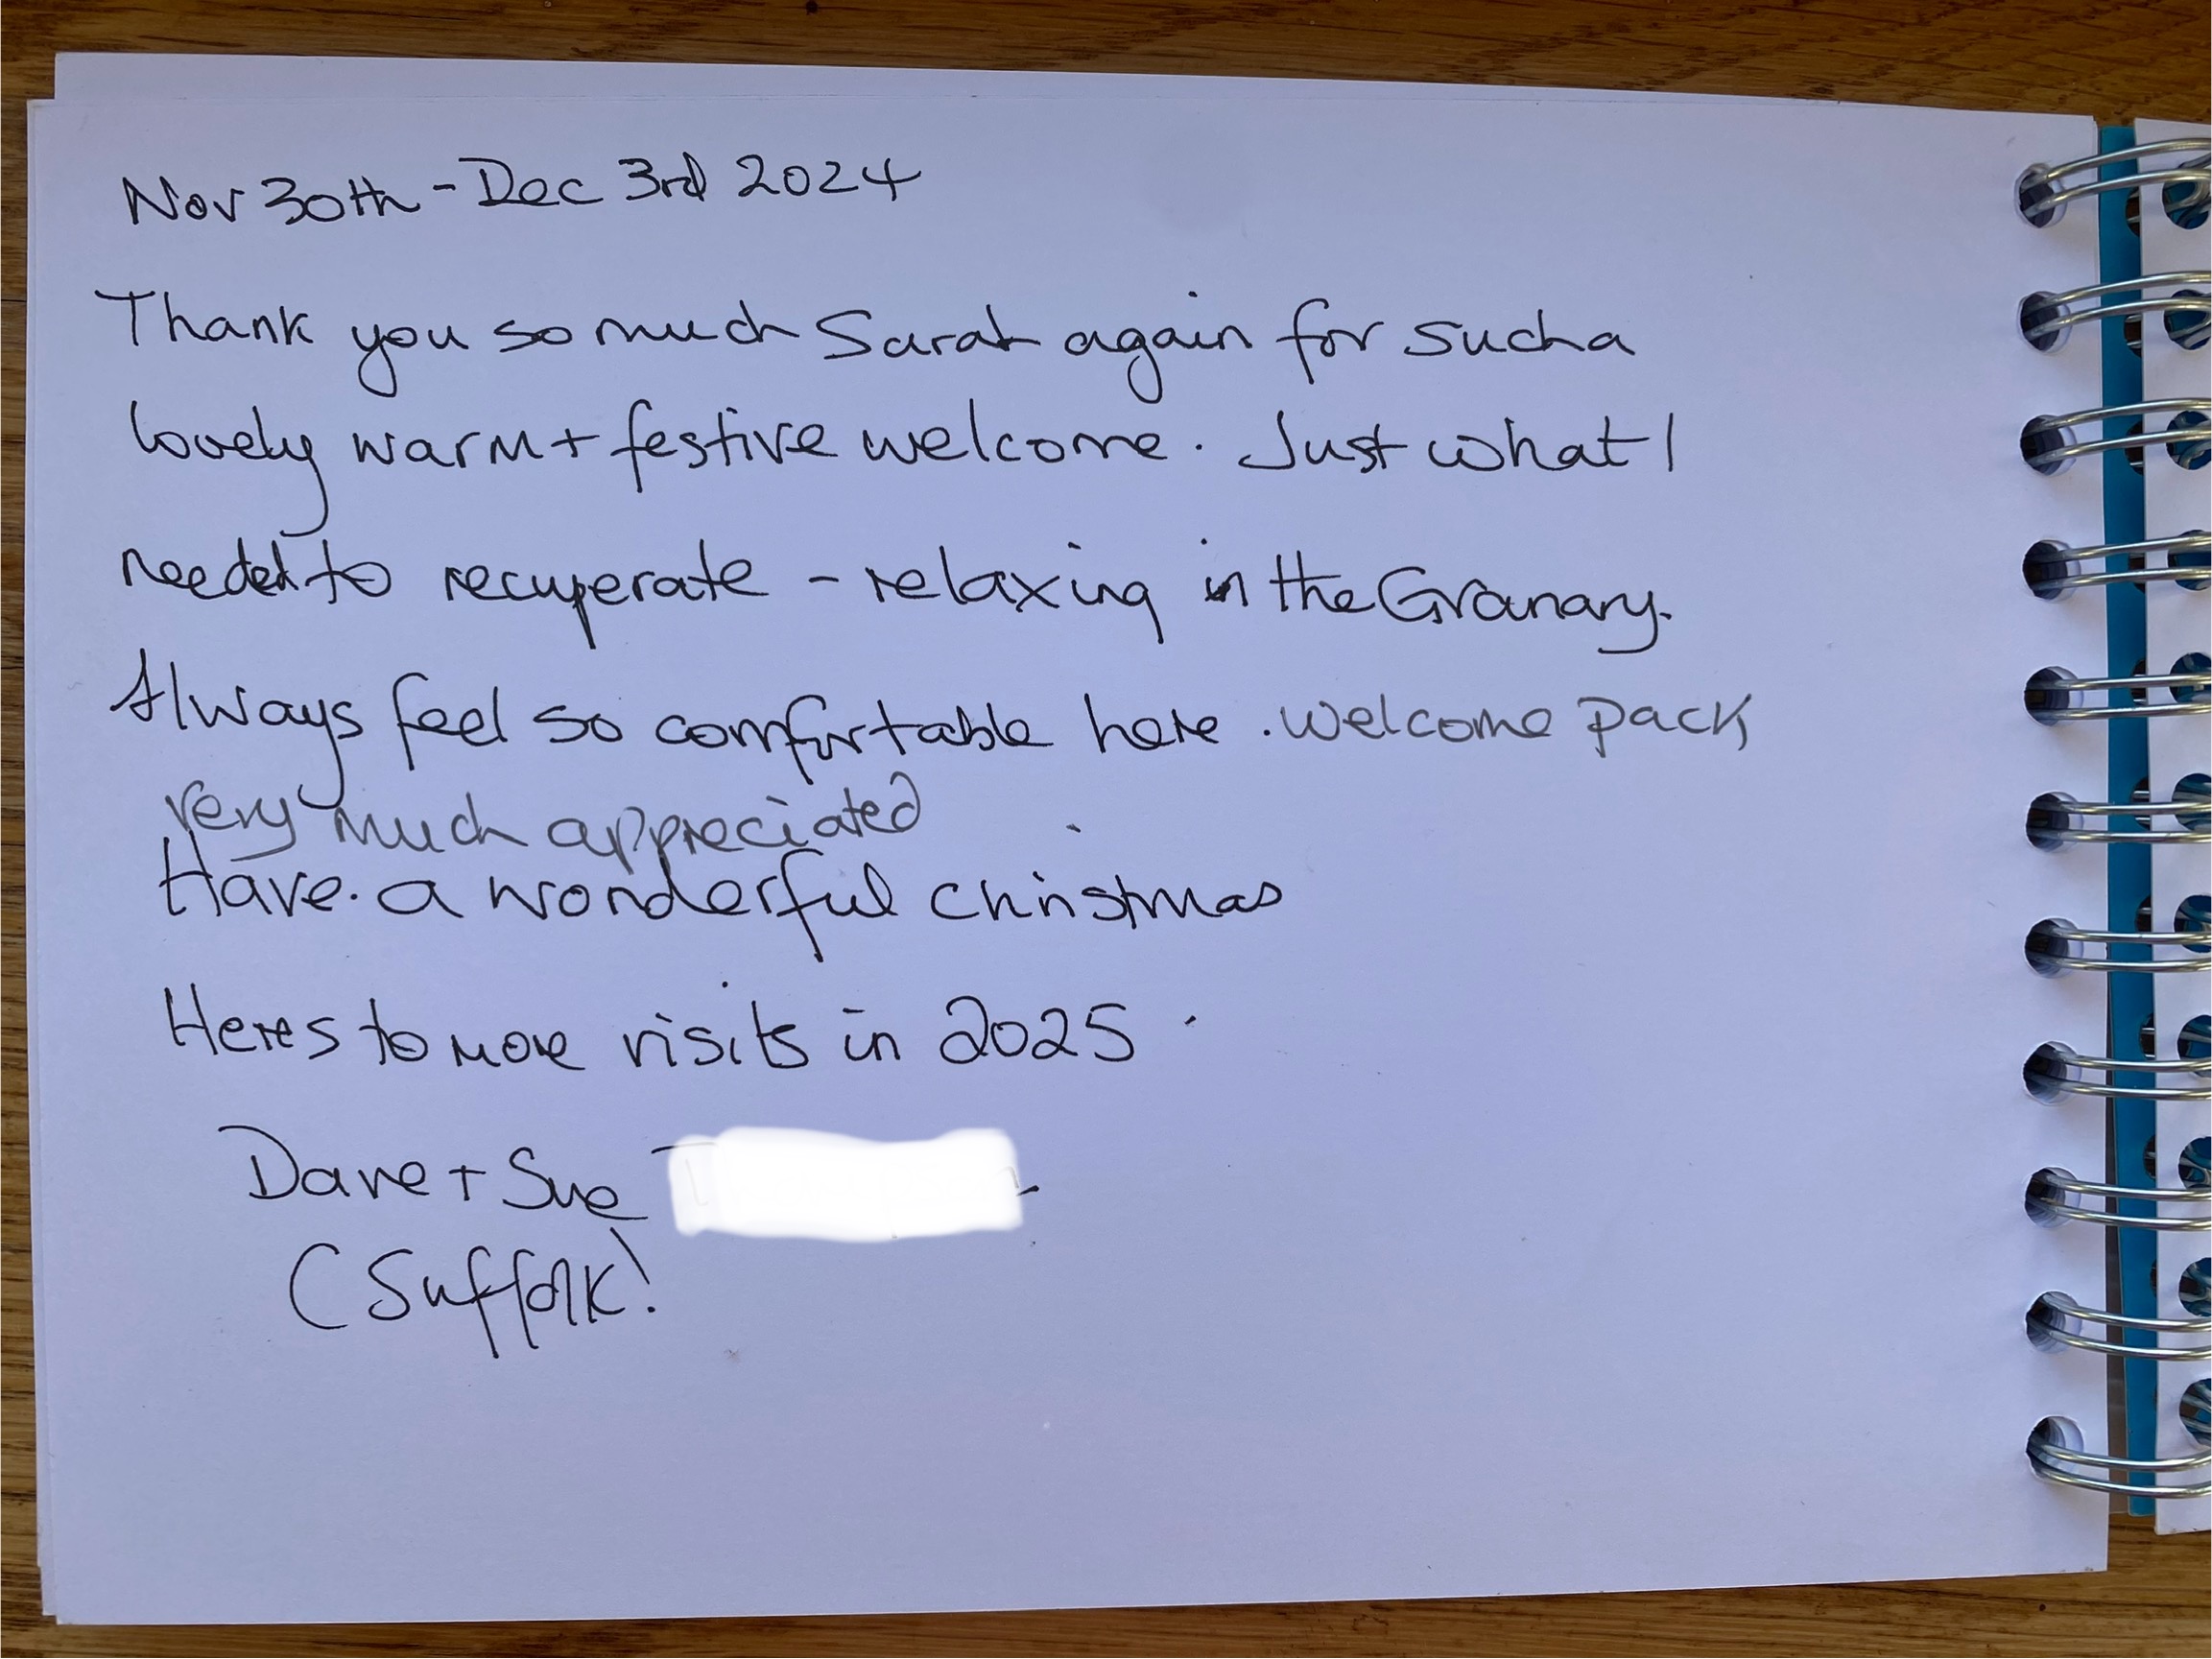 Nov 30th - Dec 3rd 2024
Thank you so much Sarah again for such a
lovely warm + festive welcome. Just what I
needed to recuperate - relaxing in the Granary.
Always feel so comfortable here. welcome pack
very much appreciated
Have a wonderful christmas
Heres to more visits in 2025.
Dave + Sue
(Suffolk!